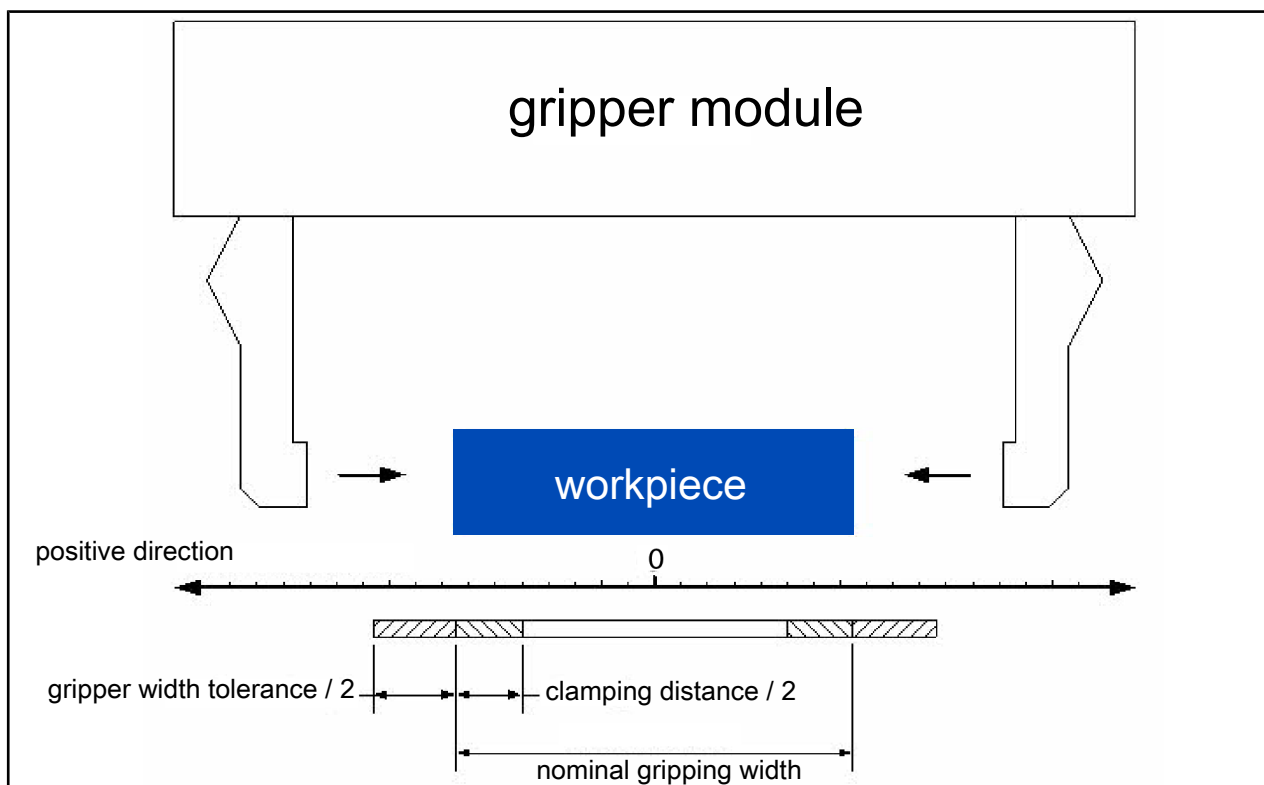 gripper module
workpiece
positive direction
0
gripper width tolerance / 2
clamping distance / 2
nominal gripping width